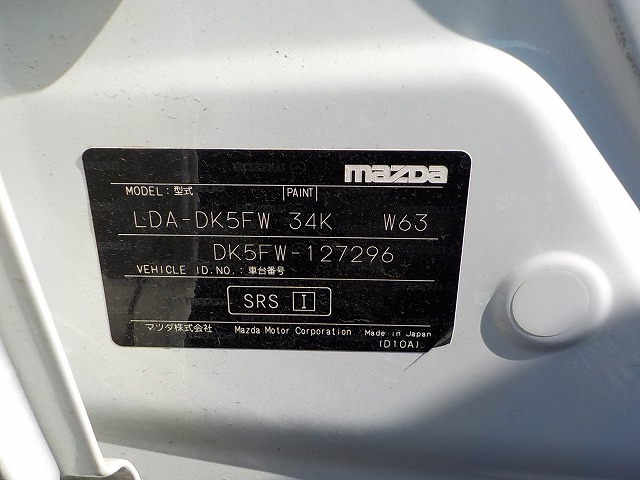 mazda
MODEL：型式 PAINT
LDA-DK5FW 34K W63
DK5FW-127296
VEHICLE ID.NO.：車台番号
SRS I
マツダ株式会社 Mazda Motor Corporation Made in Japan
(D10A)